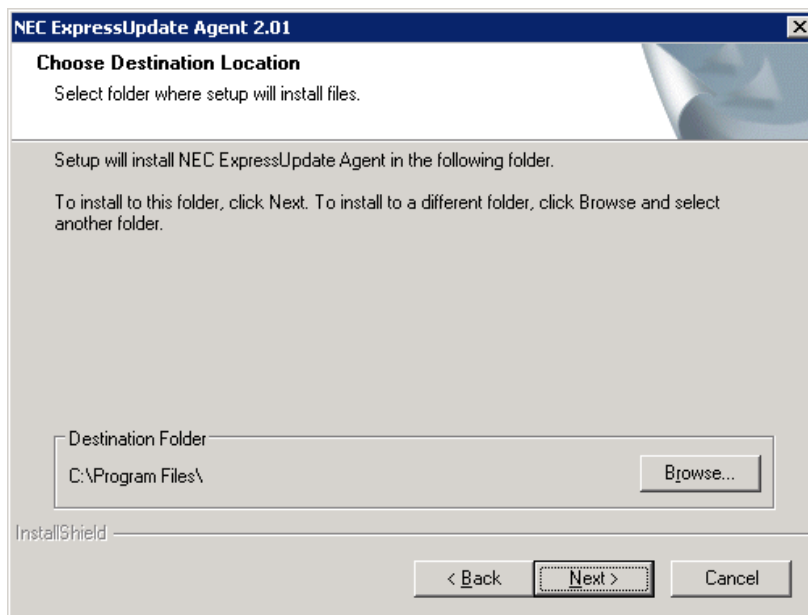 NEC ExpressUpdate Agent 2.01
Choose Destination Location
Select folder where setup will install files.
Setup will install NEC ExpressUpdate Agent in the following folder.
To install to this folder, click Next. To install to a different folder, click Browse and select
another folder.
Destination Folder
C:\Program Files\
Browse...
InstallShield
< Back
Next >
Cancel